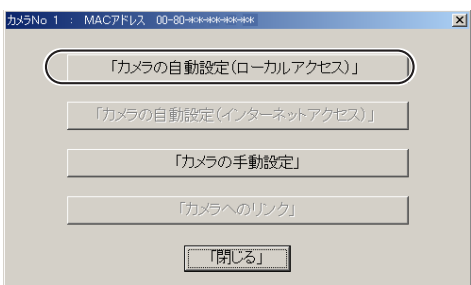 カメラNo 1 : MACアドレス 00-80-**-**-**-**
「カメラの自動設定(ローカルアクセス)」
「カメラの自動設定(インターネットアクセス)」
「カメラの手動設定」
「カメラへのリンク」
「閉じる」